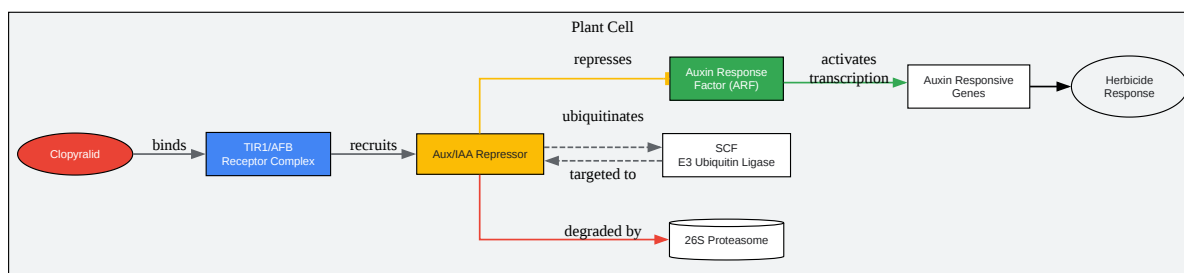 Plant Cell
represses
Auxin Response
Factor (ARF)
activates
transcription
Auxin Responsive
Genes
Herbicide
Response
ubiquitinates
Clopyralid
binds
TIR1/AFB
Receptor Complex
recruits
Aux/IAA Repressor
SCF
E3 Ubiquitin Ligase
targeted to
degraded by
26S Proteasome